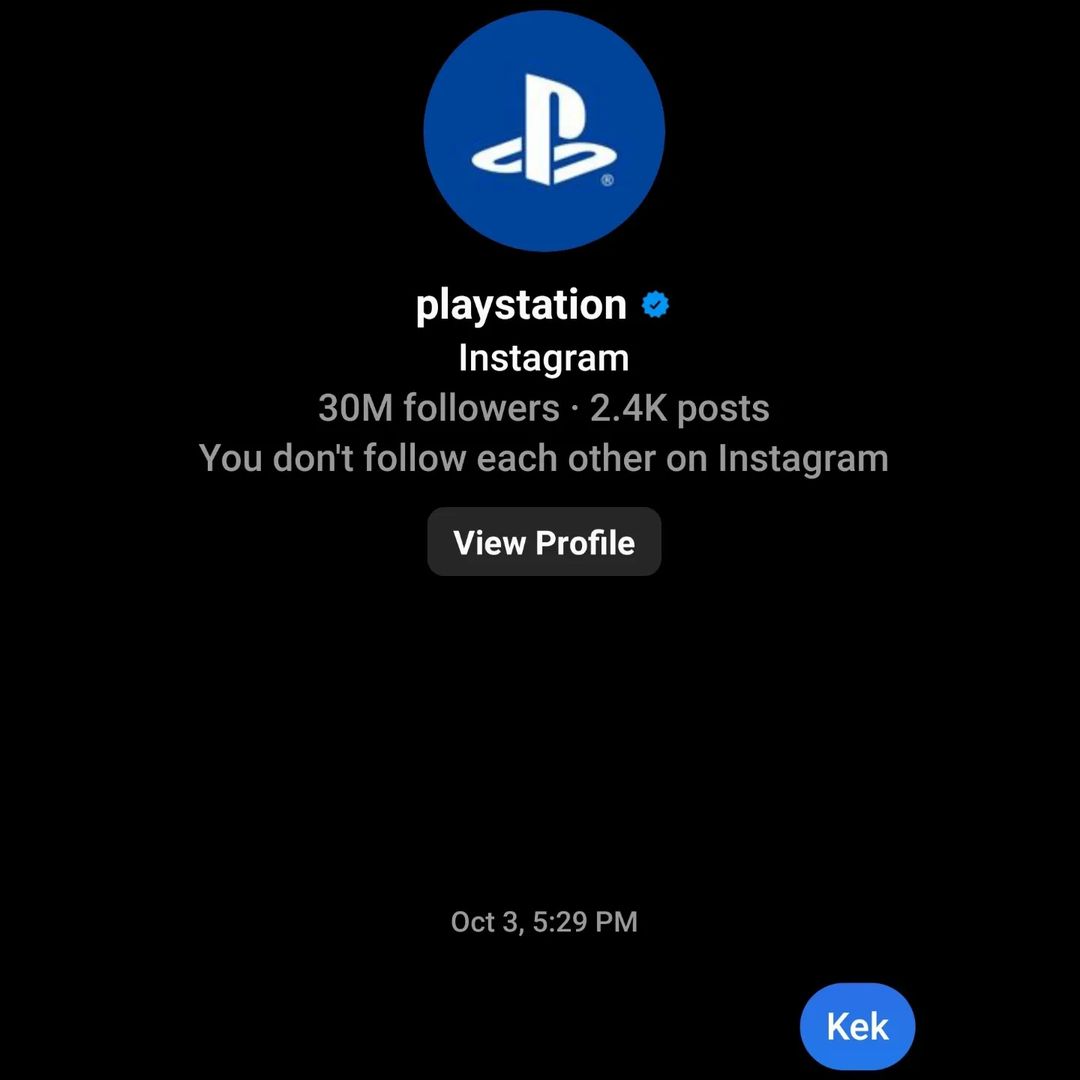 playstation
Instagram
30M followers · 2.4K posts
You don't follow each other on Instagram
View Profile
Oct 3, 5:29 PM
Kek